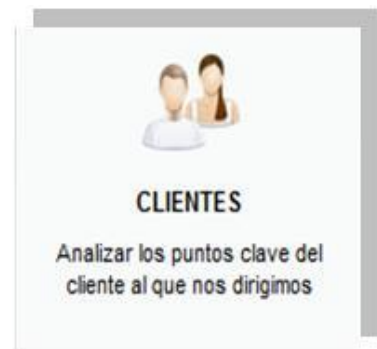 CLIENTES
Analizar los puntos clave del
cliente al que nos dirigimos